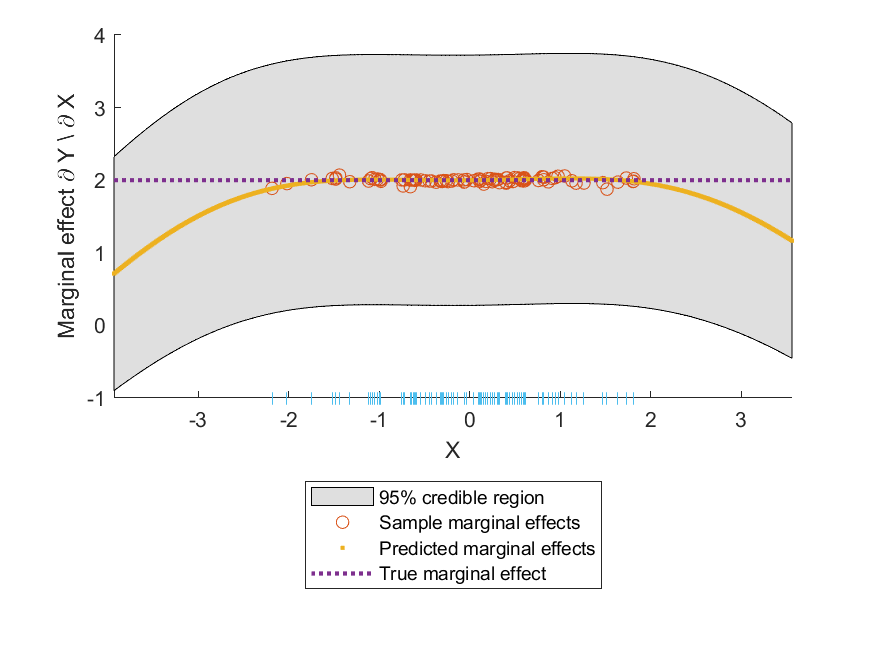 4
3
2
1
0
-1
Marginal effect ∂ Y \ ∂ X
-3 -2 -1 0 1 2 3
X
95% credible region
Sample marginal effects
Predicted marginal effects
True marginal effect